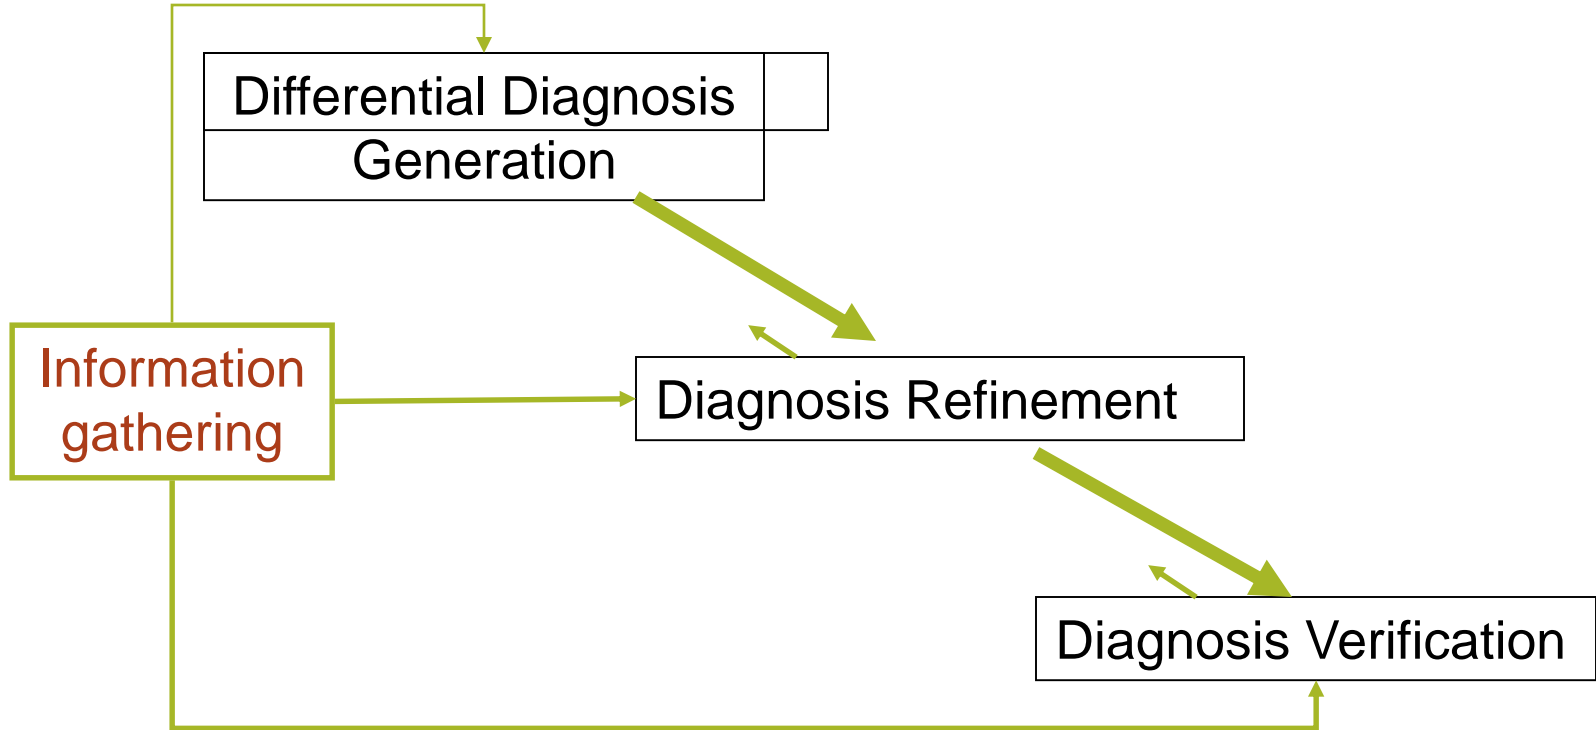 Differential Diagnosis
Generation
Information
gathering
Diagnosis Refinement
Diagnosis Verification